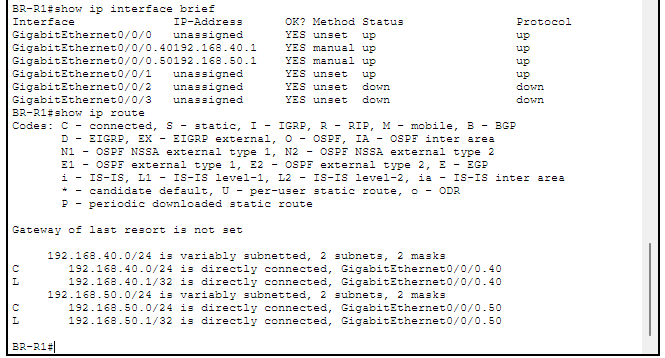 BR-R1#show ip interface brief
Interface              IP-Address      OK? Method Status                Protocol
GigabitEthernet0/0/0   unassigned      YES unset  up                    up
GigabitEthernet0/0/0.40192.168.40.1    YES manual up                    up
GigabitEthernet0/0/0.50192.168.50.1    YES manual up                    up
GigabitEthernet0/0/1   unassigned      YES unset  up                    up
GigabitEthernet0/0/2   unassigned      YES unset  down                  down
GigabitEthernet0/0/3   unassigned      YES unset  down                  down
BR-R1#show ip route
Codes: C - connected, S - static, I - IGRP, R - RIP, M - mobile, B - BGP
       D - EIGRP, EX - EIGRP external, O - OSPF, IA - OSPF inter area
       N1 - OSPF NSSA external type 1, N2 - OSPF NSSA external type 2
       E1 - OSPF external type 1, E2 - OSPF external type 2, E - EGP
       i - IS-IS, L1 - IS-IS level-1, L2 - IS-IS level-2, ia - IS-IS inter area
       * - candidate default, U - per-user static route, o - ODR
       P - periodic downloaded static route

Gateway of last resort is not set

     192.168.40.0/24 is variably subnetted, 2 subnets, 2 masks
C       192.168.40.0/24 is directly connected, GigabitEthernet0/0/0.40
L       192.168.40.1/32 is directly connected, GigabitEthernet0/0/0.40
     192.168.50.0/24 is variably subnetted, 2 subnets, 2 masks
C       192.168.50.0/24 is directly connected, GigabitEthernet0/0/0.50
L       192.168.50.1/32 is directly connected, GigabitEthernet0/0/0.50

BR-R1#